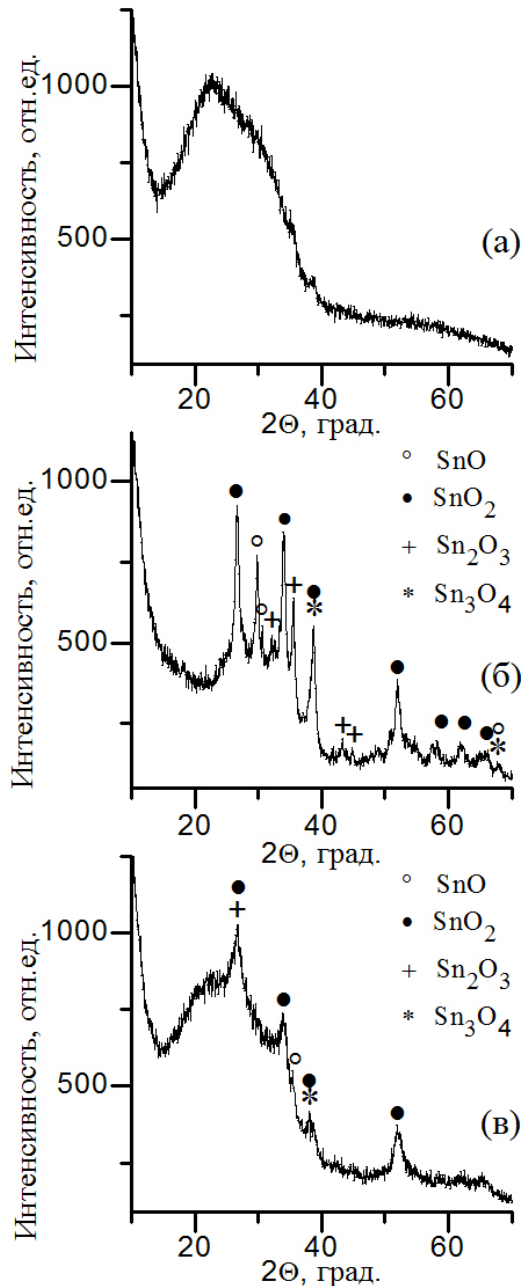 Интенсивность, отн.ед.
1000
500
(а)
20
40
60
2Θ, град.
Интенсивность, отн.ед.
1000
500
° SnO
● SnO2
+ Sn2O3
* Sn3O4
(б)
20
40
60
2Θ, град.
Интенсивность, отн.ед.
1000
500
° SnO
● SnO2
+ Sn2O3
* Sn3O4
(в)
20
40
60
2Θ, град.